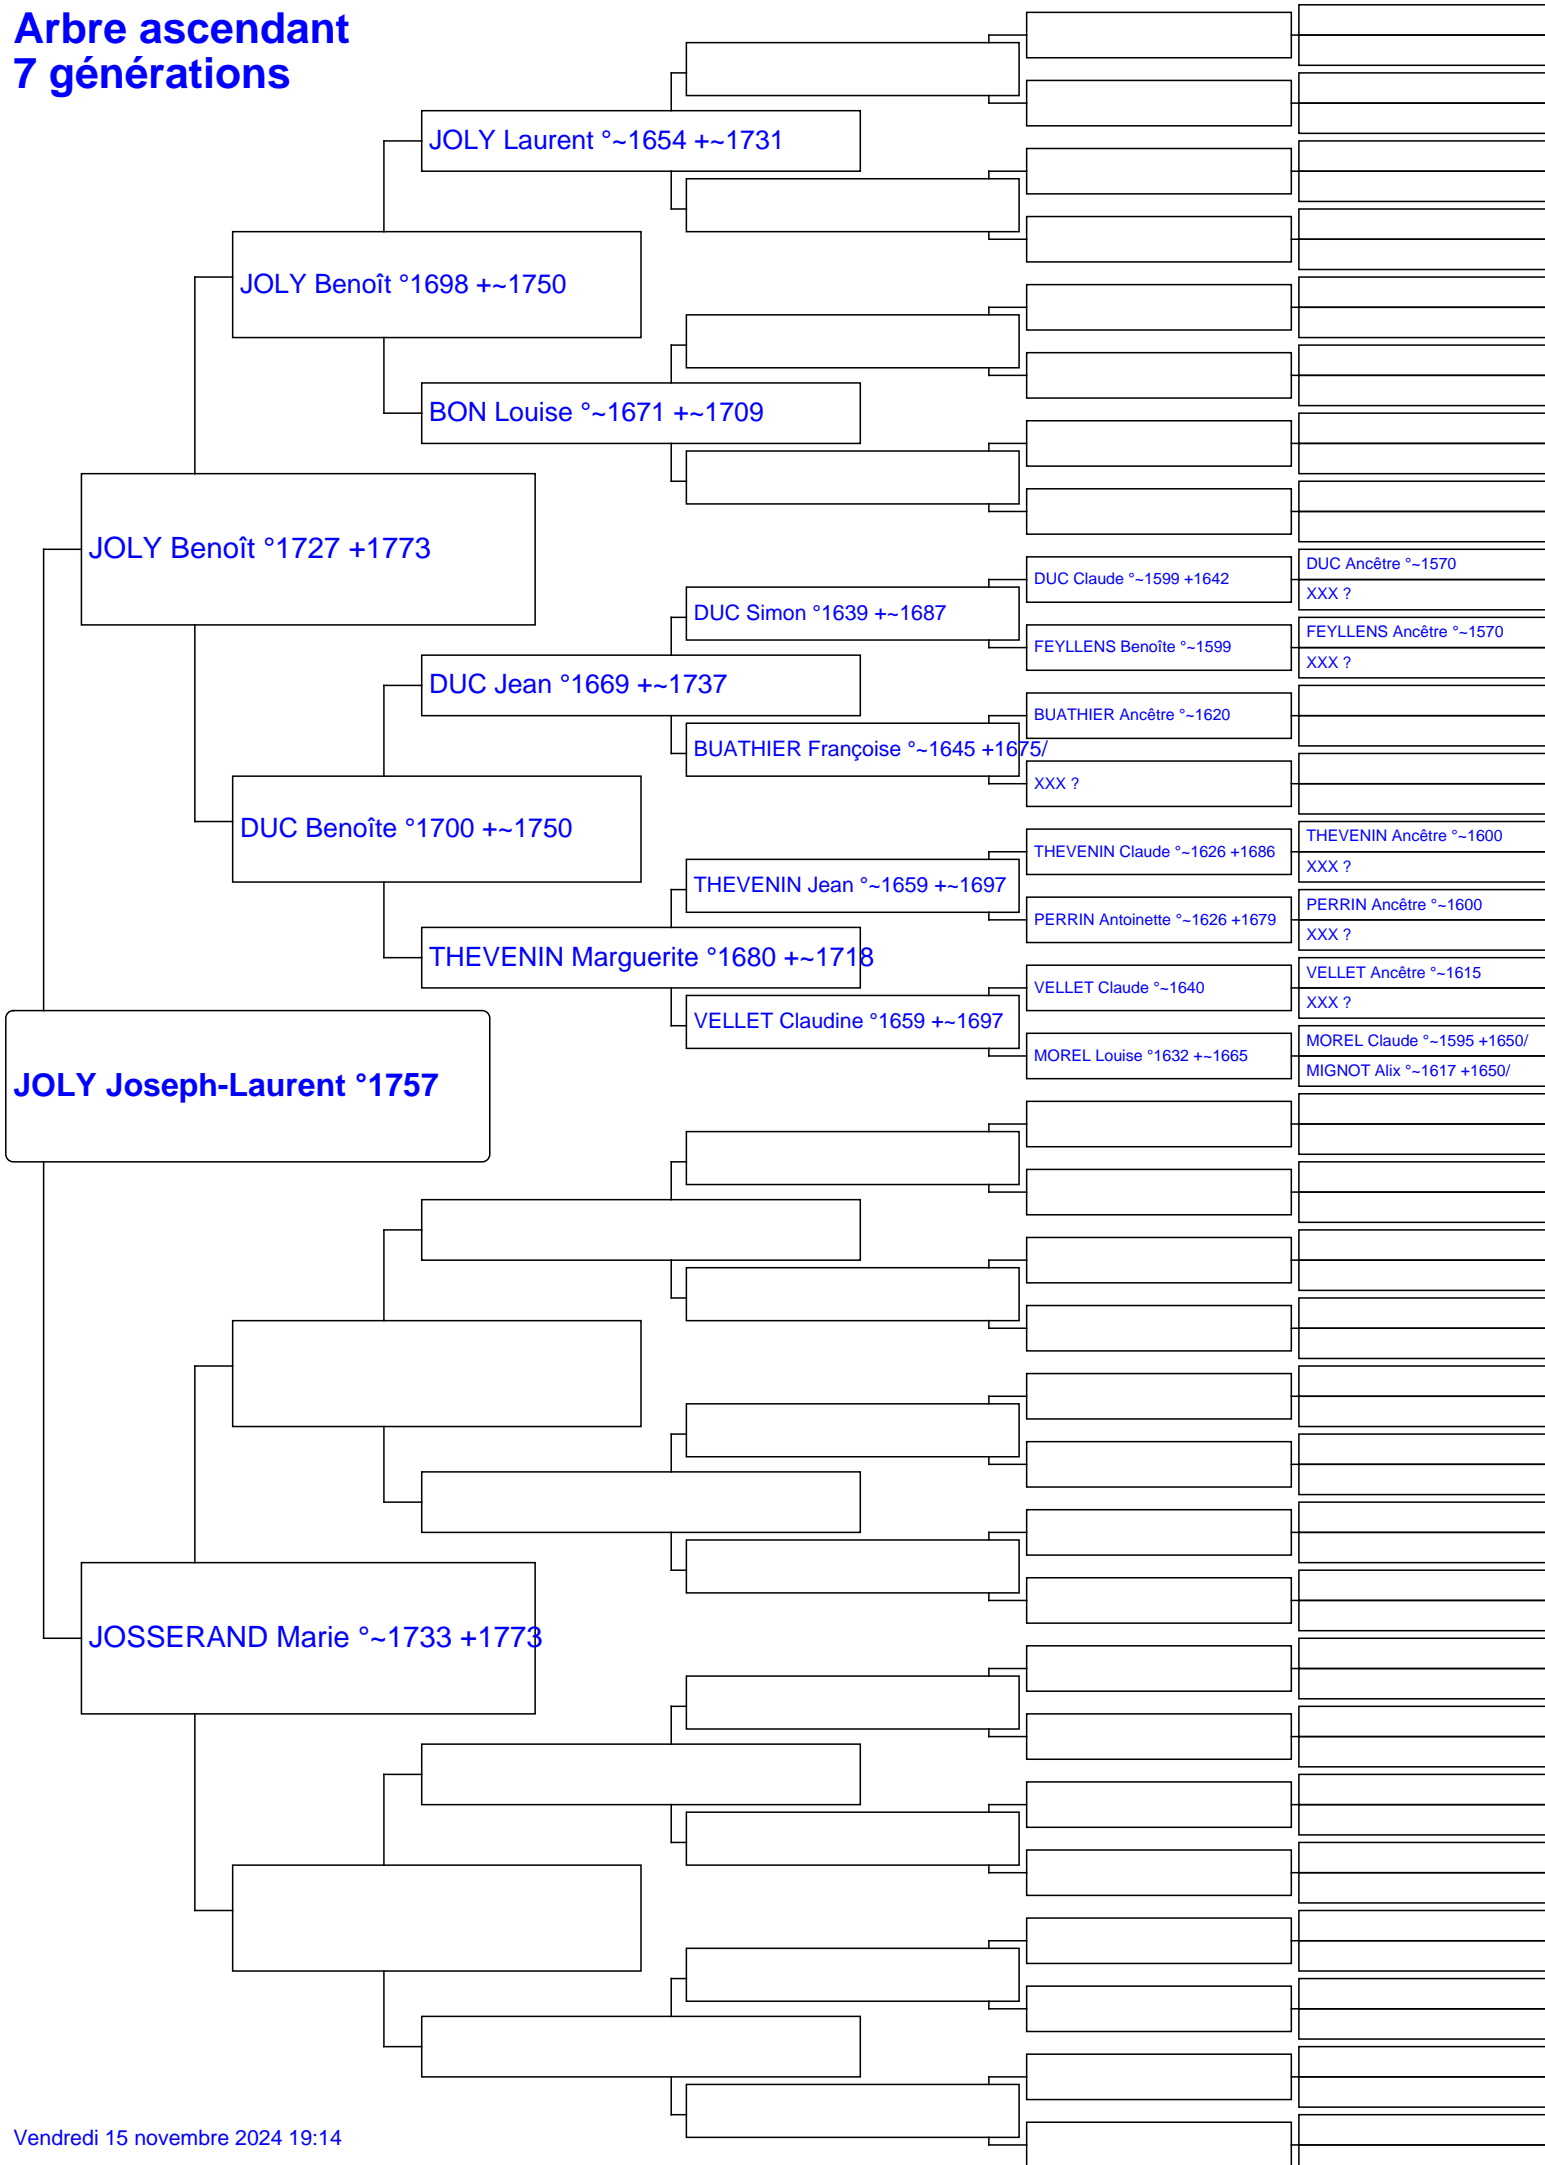 Arbre ascendant
7 générations
JOLY Laurent °~1654 +~1731
JOLY Benoît °1698 +~1750
BON Louise °~1671 +~1709
JOLY Benoît °1727 +1773
DUC Ancêtre °~1570
DUC Claude °~1599 +1642
XXX ?
DUC Simon °1639 +~1687
FEYLLENS Ancêtre °~1570
FEYLLENS Benoîte °~1599
XXX ?
DUC Jean °1669 +~1737
BUATHIER Ancêtre °~1620
BUATHIER Françoise °~1645 +1675/
XXX ?
DUC Benoîte °1700 +~1750
THEVENIN Ancêtre °~1600
THEVENIN Claude °~1626 +1686
XXX ?
THEVENIN Jean °~1659 +~1697
PERRIN Ancêtre °~1600
PERRIN Antoinette °~1626 +1679
XXX ?
THEVENIN Marguerite °1680 +~1718
VELLET Ancêtre °~1615
VELLET Claude °~1640
XXX ?
VELLET Claudine °1659 +~1697
MOREL Claude °~1595 +1650/
MOREL Louise °1632 +~1665
MIGNOT Alix °~1617 +1650/
JOLY Joseph-Laurent °1757
JOSSERAND Marie °~1733 +1773
Vendredi 15 novembre 2024 19:14